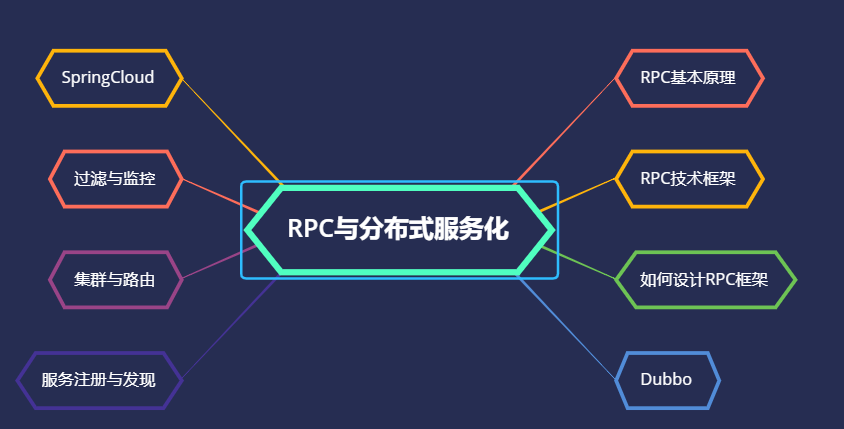 SpringCloud
RPC基本原理
过滤与监控
RPC技术框架
RPC与分布式服务化
集群与路由
如何设计RPC框架
服务注册与发现
Dubbo